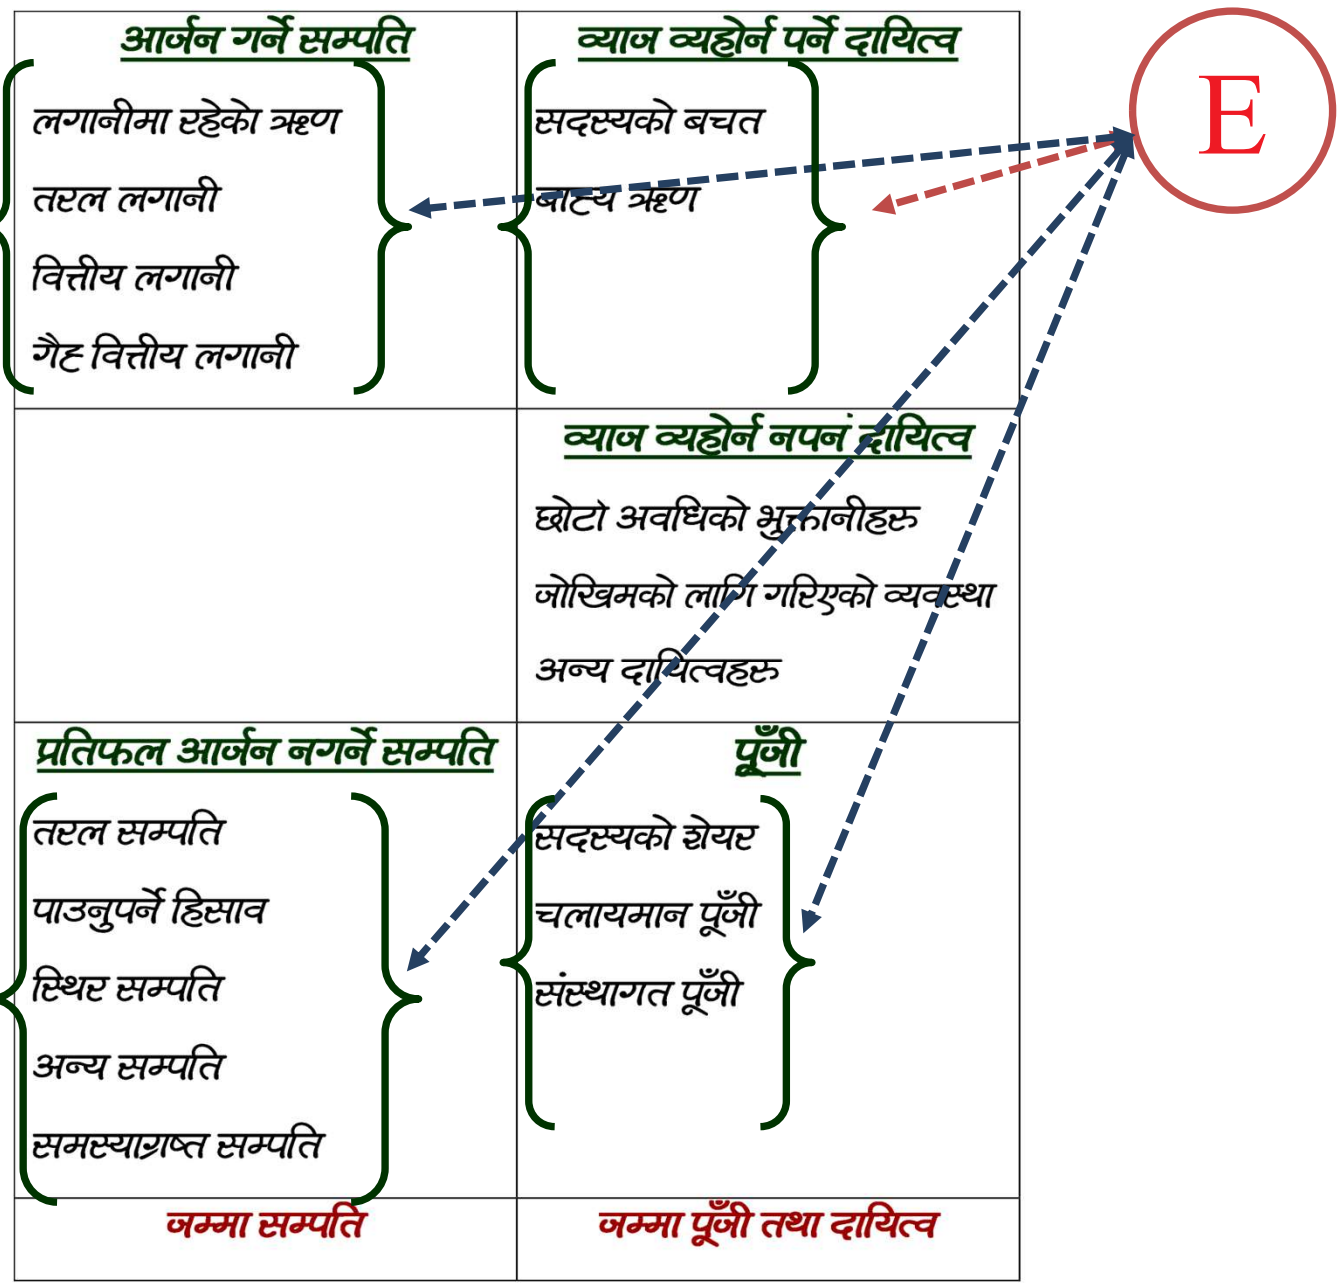 आर्जन गर्ने सम्पति
लगानीमा रहेको ऋण
तरल लगानी
वित्तीय लगानी
गैह्र वित्तीय लगानी
व्याज व्यहोर्न पर्ने दायित्व
सदस्यको बचत
बाह्य ऋण
E
व्याज व्यहोर्न नपर्न दायित्व
छोटो अवधिको भुक्तानीहरु
जोखिमको लागि गरिएको व्यवस्था
अन्य दायित्वहरु
प्रतिफल आर्जन नगर्ने सम्पति
तरल सम्पति
पाउनुपर्ने हिसाव
स्थिर सम्पति
अन्य सम्पति
समस्याग्रष्त सम्पति
पूँजी
सदस्यको शेयर
चलायमान पूँजी
संस्थागत पूँजी
जम्मा सम्पति
जम्मा पूँजी तथा दायित्व